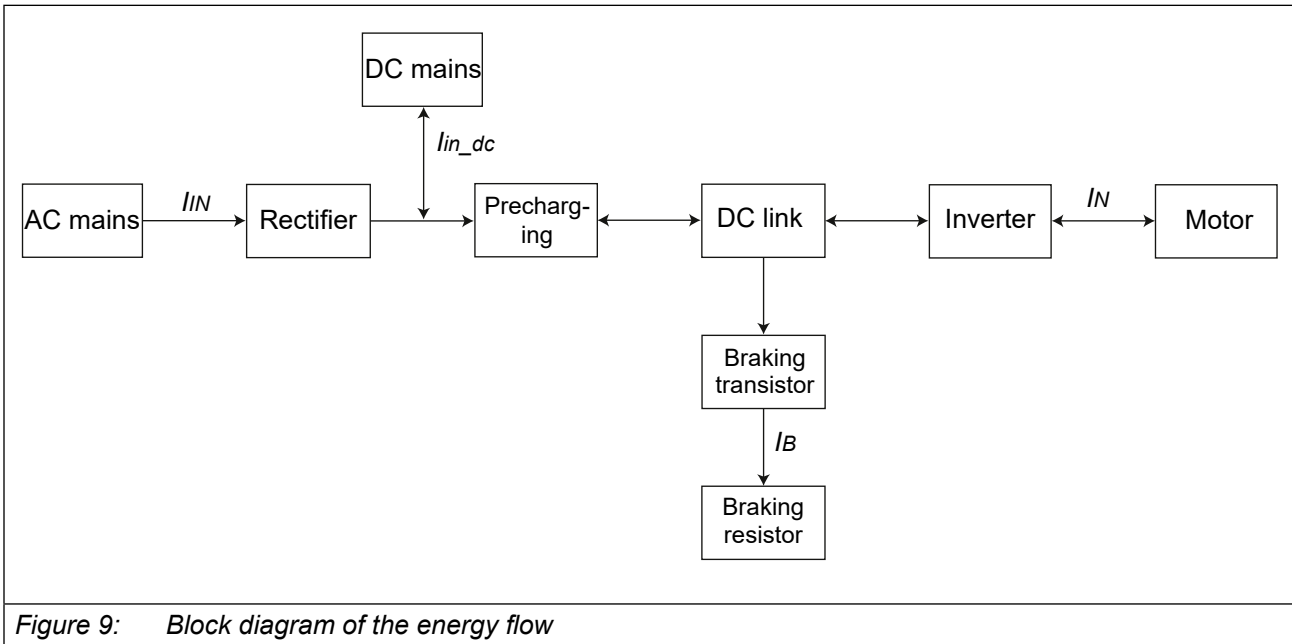 DC mains
Iin_dc
AC mains
IIN
Rectifier
Precharg-
ing
DC link
Inverter
IN
Motor
Braking
transistor
IB
Braking
resistor
Figure 9: Block diagram of the energy flow